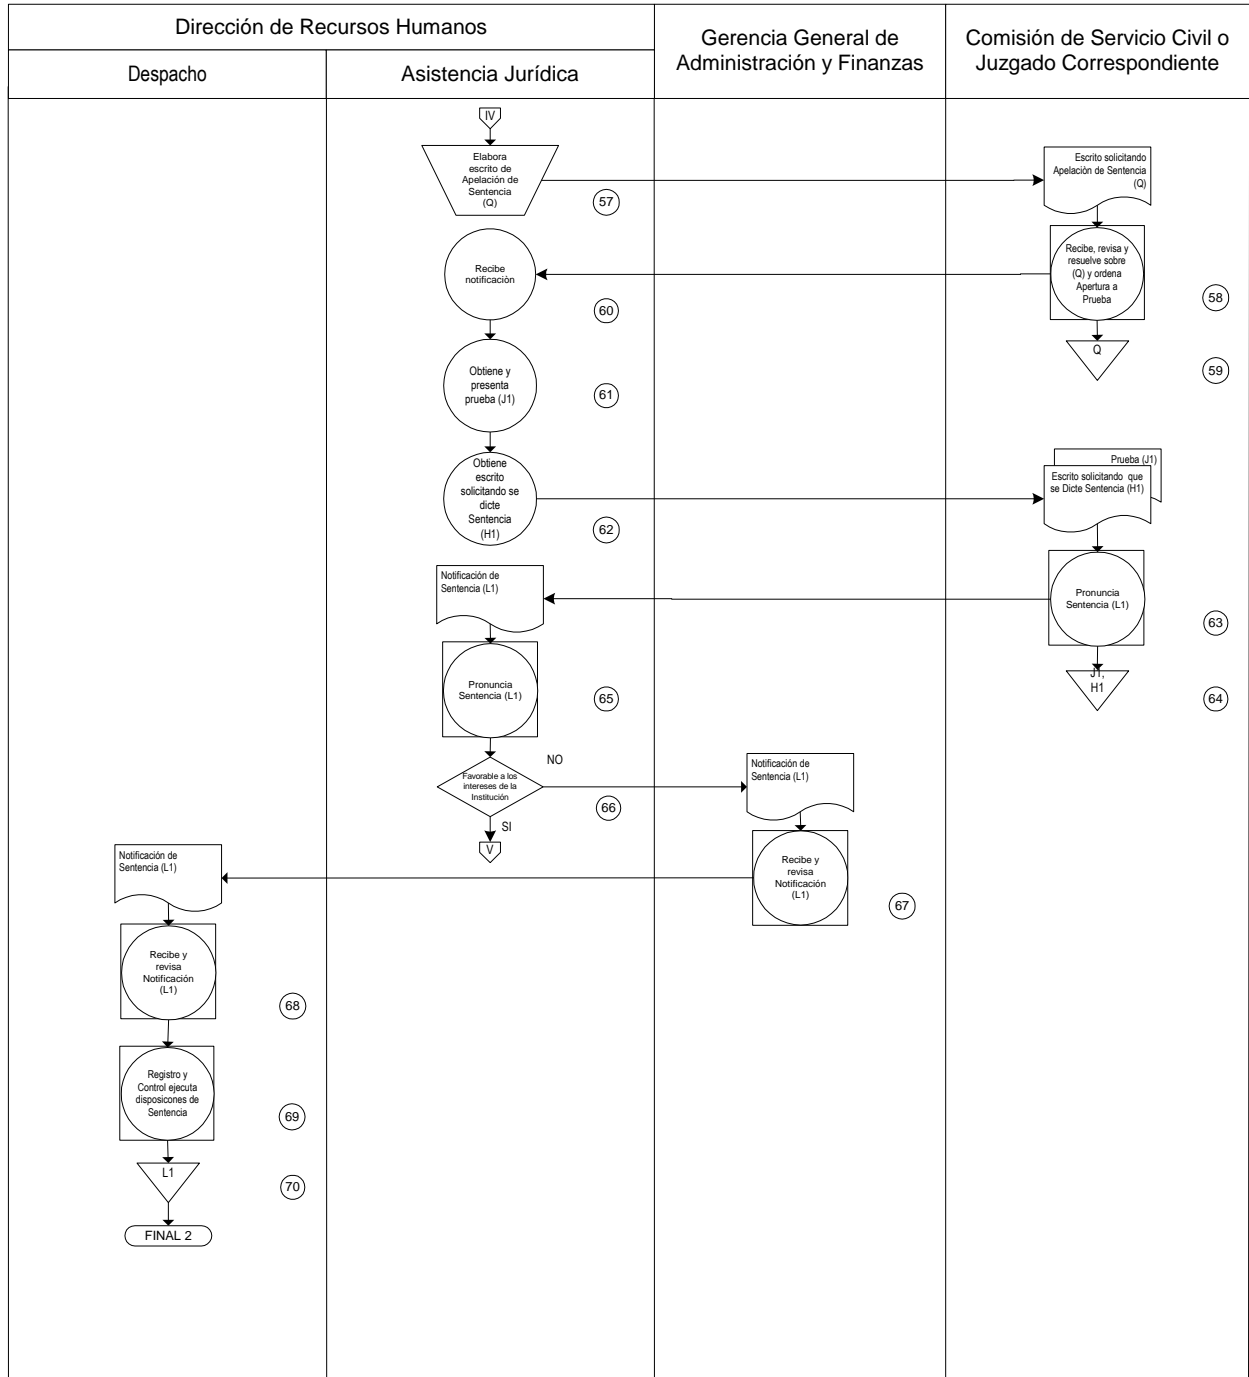 Dirección de Recursos Humanos
Gerencia General de
Administración y Finanzas
Comisión de Servicio Civil o
Juzgado Correspondiente
Despacho
Asistencia Jurídica
IV
Elabora
escrito de
Apelación de
Sentencia
(Q)
57
Escrito solicitando
Apelación de Sentencia
(Q)
Recibe, revisa y
resuelve sobre
(Q) y ordena
Apertura a
Prueba
58
Recibe
notificaciòn
60
Q
59
Obtiene y
presenta
prueba (J1)
61
Obtiene
escrito
solicitando se
dicte
Sentencia
(H1)
62
Prueba (J1)
Escrito solicitando que
se Dicte Sentencia (H1)
Notificación de
Sentencia (L1)
Pronuncia
Sentencia (L1)
63
Pronuncia
Sentencia (L1)
65
J1,
H1
64
Favorable a los
intereses de la
Institución
NO
66
SI
V
Notificación de
Sentencia (L1)
Recibe y
revisa
Notificación
(L1)
67
Notificación de
Sentencia (L1)
Recibe y
revisa
Notificación
(L1)
68
Registro y
Control ejecuta
disposicones de
Sentencia
69
L1
70
FINAL 2